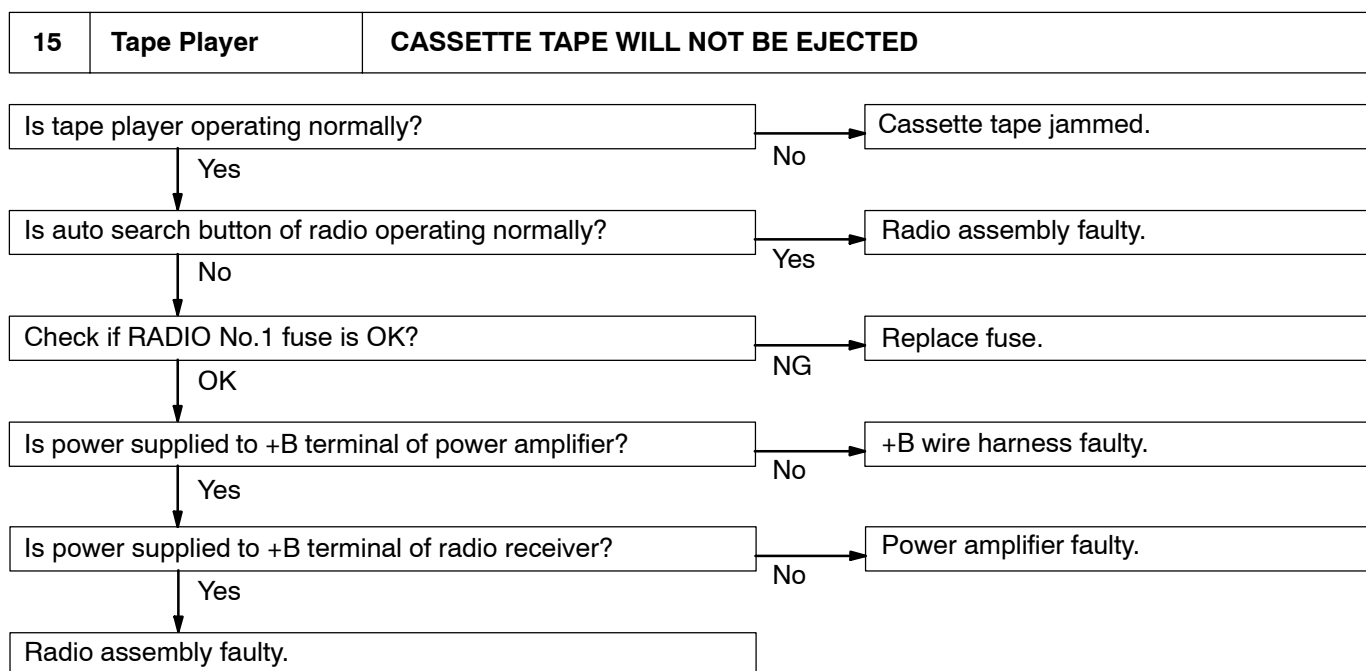 15 Tape Player CASSETTE TAPE WILL NOT BE EJECTED
Is tape player operating normally?
No
Cassette tape jammed.
Yes
Is auto search button of radio operating normally?
Yes
Radio assembly faulty.
No
Check if RADIO No.1 fuse is OK?
NG
Replace fuse.
OK
Is power supplied to +B terminal of power amplifier?
No
+B wire harness faulty.
Yes
Is power supplied to +B terminal of radio receiver?
No
Power amplifier faulty.
Yes
Radio assembly faulty.